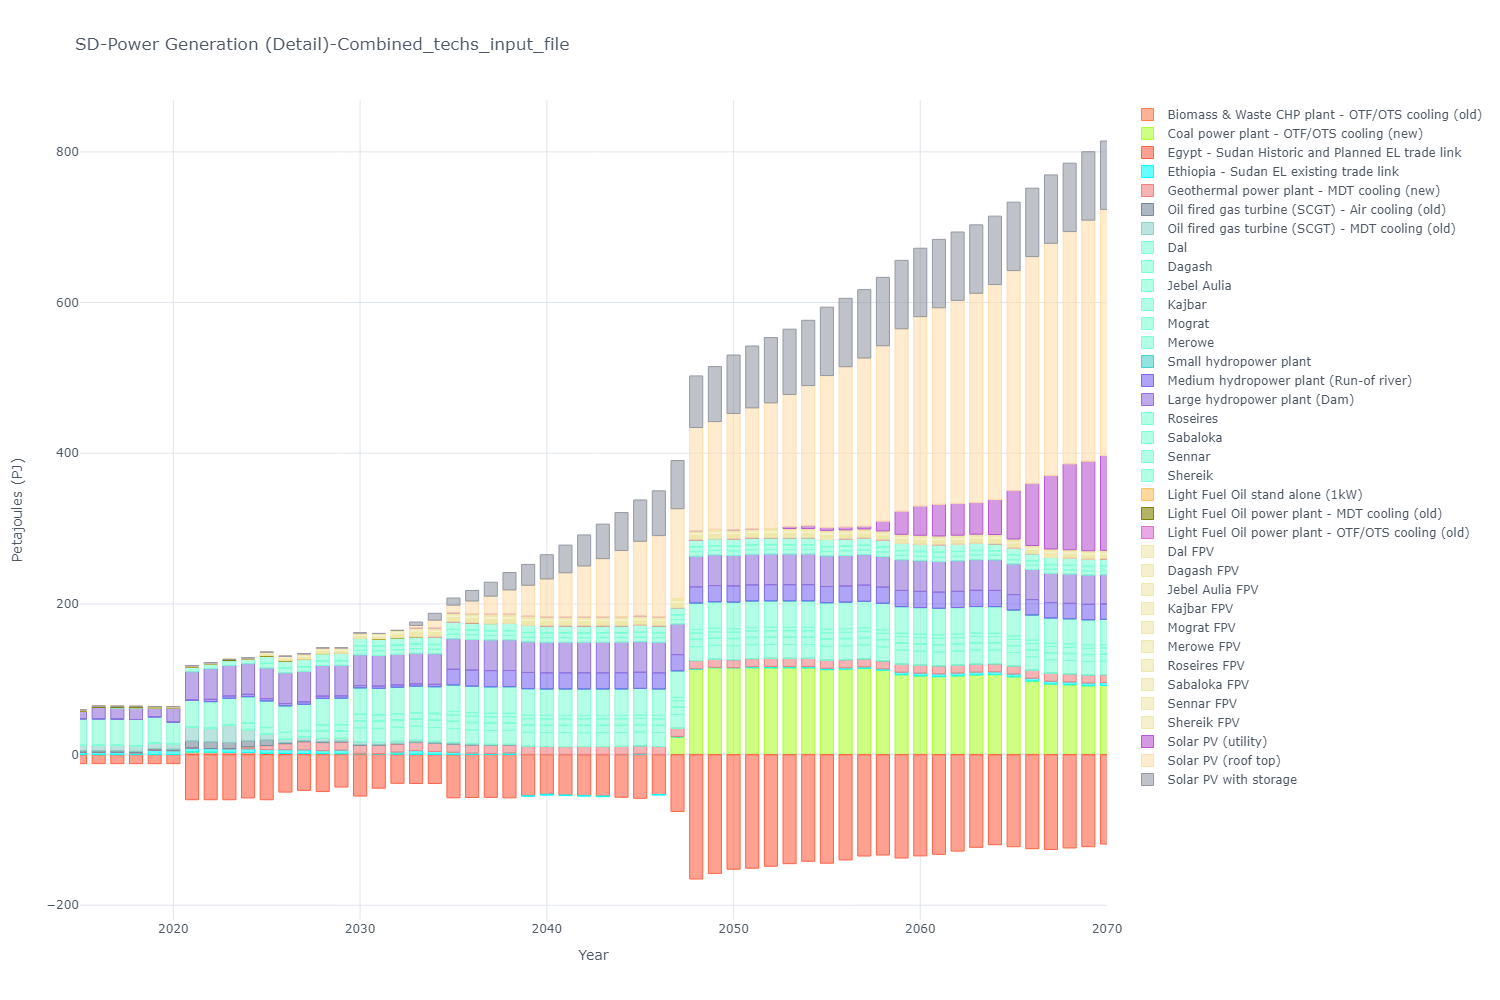 SD-Power Generation (Detail)-Combined_techs_input_file
Petajoules (PJ)
800
600
400
200
0
−200
2020
2030
2040
2050
2060
2070
Year
Biomass & Waste CHP plant - OTF/OTS cooling (old)
Coal power plant - OTF/OTS cooling (new)
Egypt - Sudan Historic and Planned EL trade link
Ethiopia - Sudan EL existing trade link
Geothermal power plant - MDT cooling (new)
Oil fired gas turbine (SCGT) - Air cooling (old)
Oil fired gas turbine (SCGT) - MDT cooling (old)
Dal
Dagash
Jebel Aulia
Kajbar
Mograt
Merowe
Small hydropower plant
Medium hydropower plant (Run-of river)
Large hydropower plant (Dam)
Roseires
Sabaloka
Sennar
Shereik
Light Fuel Oil stand alone (1kW)
Light Fuel Oil power plant - MDT cooling (old)
Light Fuel Oil power plant - OTF/OTS cooling (old)
Dal FPV
Dagash FPV
Jebel Aulia FPV
Kajbar FPV
Mograt FPV
Merowe FPV
Roseires FPV
Sabaloka FPV
Sennar FPV
Shereik FPV
Solar PV (utility)
Solar PV (roof top)
Solar PV with storage